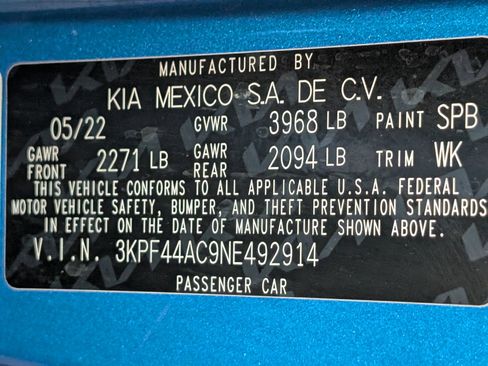 MANUFACTURED BY
KIA MEXICO S.A. DE C.V.
05/22 GVWR 3968 LB PAINT SPB
GAWR FRONT 2271 LB GAWR REAR 2094 LB TRIM WK
THIS VEHICLE CONFORMS TO ALL APPLICABLE U.S.A. FEDERAL
MOTOR VEHICLE SAFETY, BUMPER, AND THEFT PREVENTION STANDARDS
IN EFFECT ON THE DATE OF MANUFACTURE SHOWN ABOVE.
V.I.N. 3KPF44AC9NE492914
PASSENGER CAR